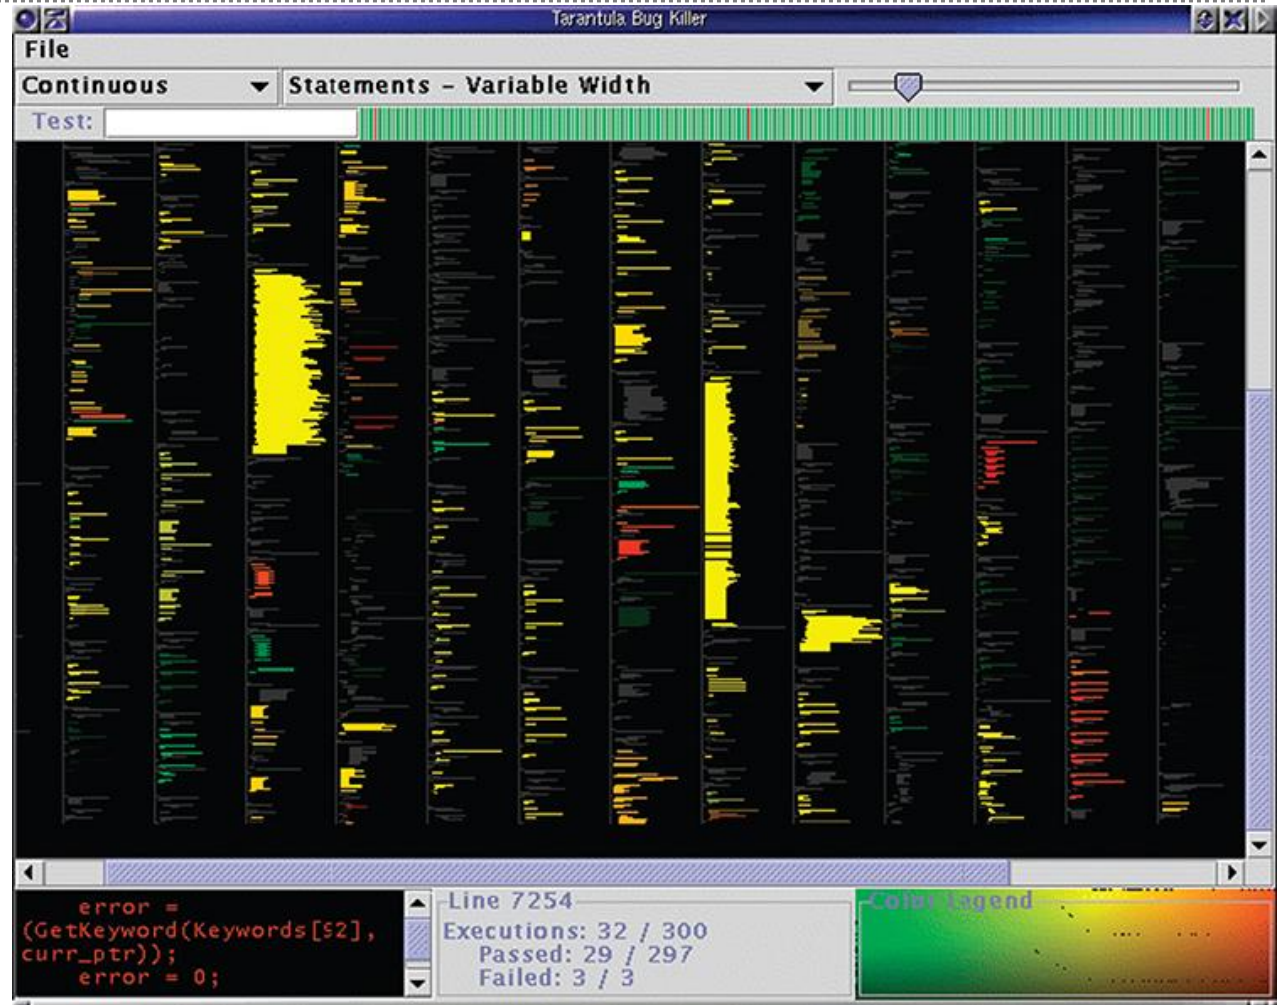 Tarantula Bug Killer
File
Continuous
Statements - Variable Width
Test:
error =
(GetKeyword(Keywords[52],
curr_ptr));
error = 0;
Line 7254
Executions: 32 / 300
Passed: 29 / 297
Failed: 3 / 3
Color Legend